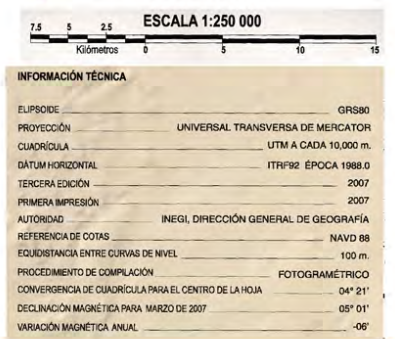 ESCALA 1:250 000
7.5 5 2.5
Kilómetros 0 5 10 15
INFORMACIÓN TÉCNICA
ELIPSOIDE GRS80
PROYECCIÓN UNIVERSAL TRANSVERSA DE MERCATOR
CUADRÍCULA UTM A CADA 10,000 m.
DÁTUM HORIZONTAL ITRF92 ÉPOCA 1988.0
TERCERA EDICIÓN 2007
PRIMERA IMPRESIÓN 2007
AUTORIDAD INEGI, DIRECCIÓN GENERAL DE GEOGRAFÍA
REFERENCIA DE COTAS NAVD 88
EQUIDISTANCIA ENTRE CURVAS DE NIVEL 100 m.
PROCEDIMIENTO DE COMPILACIÓN FOTOGRAMÉTRICO
CONVERGENCIA DE CUADRÍCULA PARA EL CENTRO DE LA HOJA 04° 21'
DECLINACIÓN MAGNÉTICA PARA MARZO DE 2007 05° 01'
VARIACIÓN MAGNÉTICA ANUAL -06'